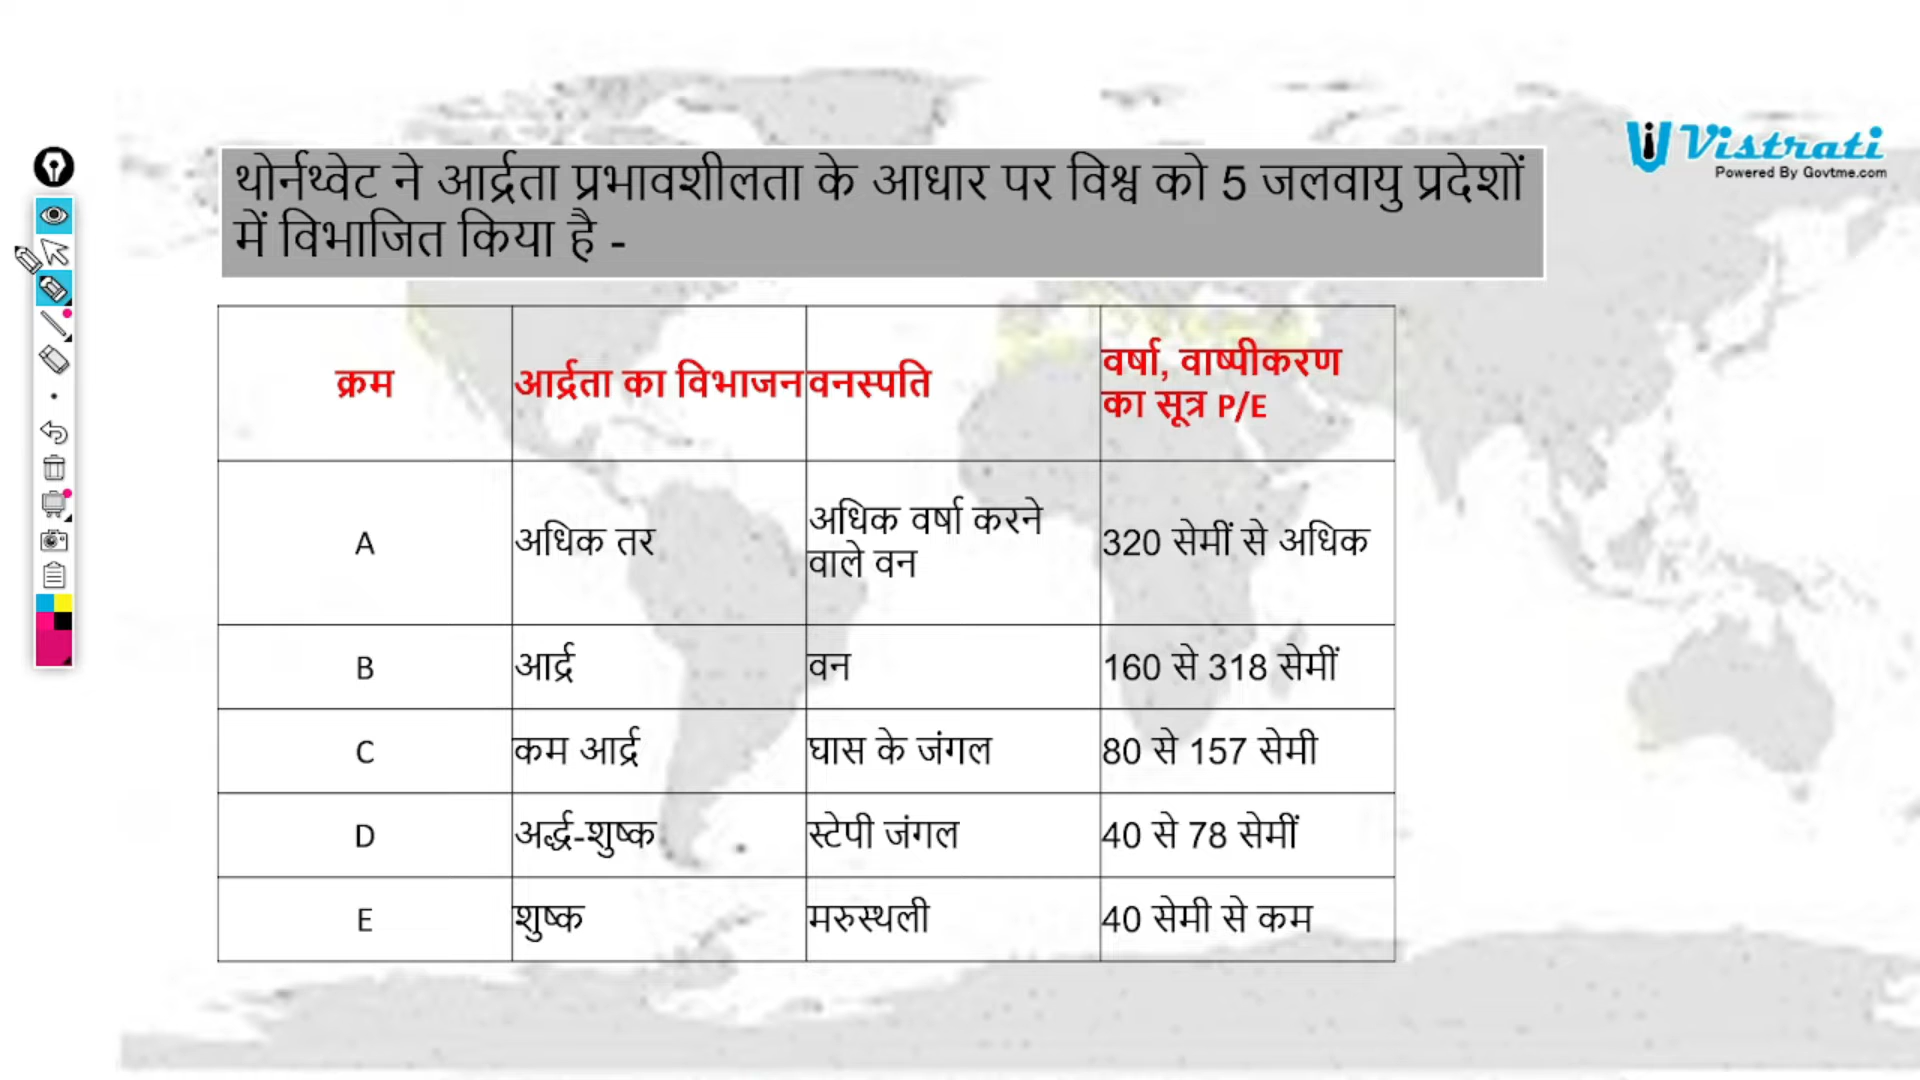 Vistrati
Powered By Govtme.com
थोर्नथ्वेट ने आर्द्रता प्रभावशीलता के आधार पर विश्व को 5 जलवायु प्रदेशों
में विभाजित किया है -
क्रम आर्द्रता का विभाजन वनस्पति वर्षा, वाष्पीकरण
का सूत्र P/E
A अधिक तर अधिक वर्षा करने
वाले वन 320 सेमीं से अधिक
B आर्द्र वन 160 से 318 सेमीं
C कम आर्द्र घास के जंगल 80 से 157 सेमी
D अर्द्ध-शुष्क स्टेपी जंगल 40 से 78 सेमीं
E शुष्क मरुस्थली 40 सेमी से कम